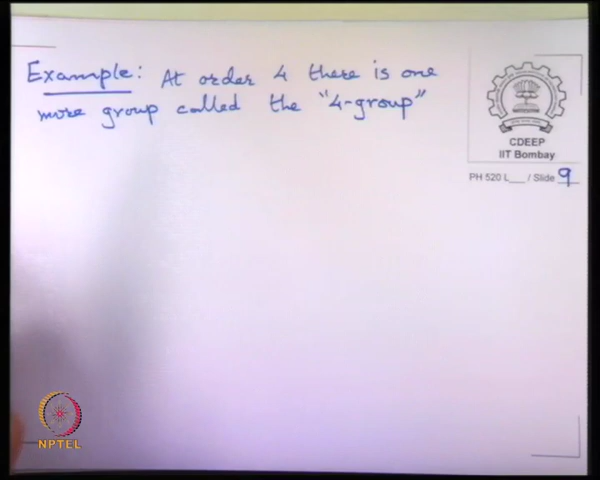 Example: At order 4 there is one
more group called the "4-group"
CDEEP
IIT Bombay
PH 520 L___ / Slide 9
NPTEL